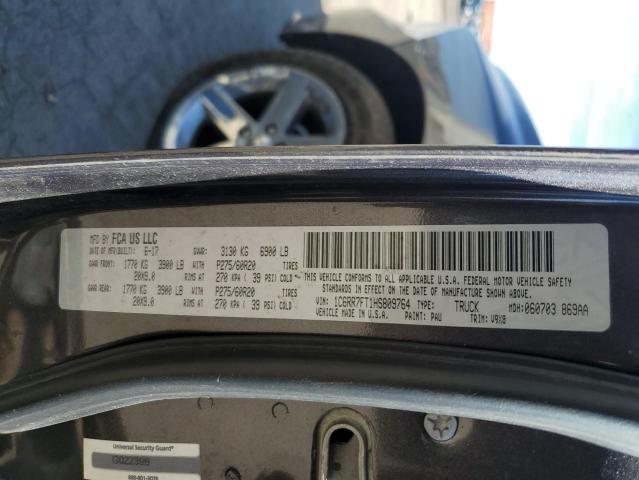 MFD BY FCA US LLC
DATE OF MFR(BUILT): 6-17 GVWR: 3130 KG 6900 LB
GAWR FRONT: 1770 KG 3900 LB WITH P275/60R20 TIRES
20X9.0 RIMS AT 270 KPA ( 39 PSI) COLD
GAWR REAR: 1770 KG 3900 LB WITH P275/60R20 TIRES
20X9.0 RIMS AT 270 KPA ( 39 PSI) COLD
THIS VEHICLE CONFORMS TO ALL APPLICABLE U.S.A. FEDERAL MOTOR VEHICLE SAFETY
STANDARDS IN EFFECT ON THE DATE OF MANUFACTURE SHOWN ABOVE.
VIN: 1C6RR7FT1HS809764 TYPE: TRUCK MDH:060703 869AA
MADE IN U.S.A. PAINT: PAU TRIM: V9X8
Universal Security Guard®
G022398